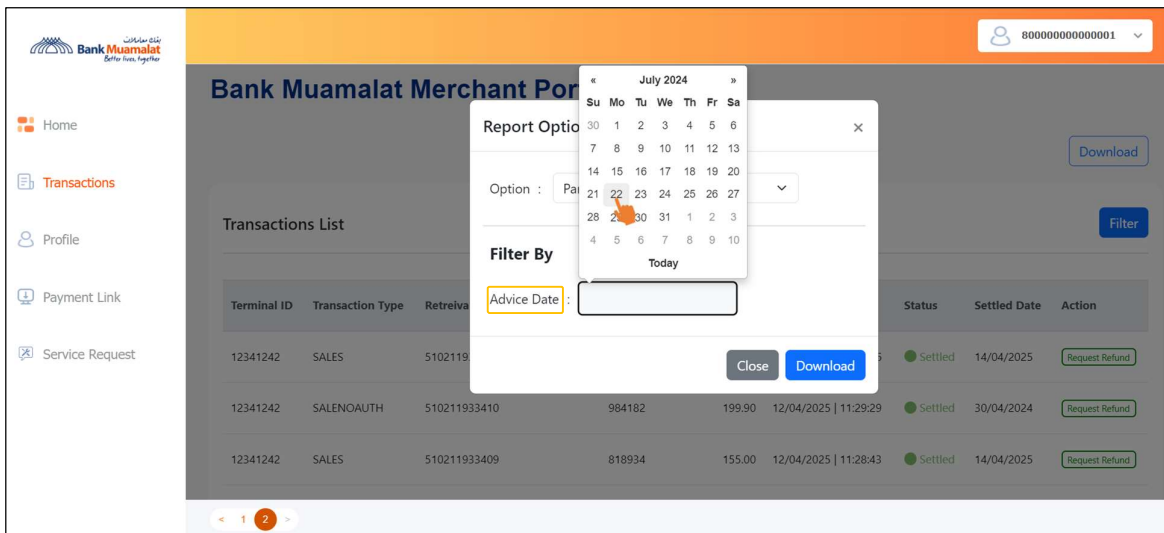 بنك معاملات
Bank Muamalat
Better lives, together
800000000000001
Home
Transactions
Profile
Payment Link
Service Request
Bank Muamalat Merchant Por
Download
Report Optio
×
Option :
Filter By
Advice Date :
Close Download
« July 2024 »
Su Mo Tu We Th Fr Sa
30 1 2 3 4 5 6
7 8 9 10 11 12 13
14 15 16 17 18 19 20
21 22 23 24 25 26 27
28 30 31 1 2 3
4 5 6 7 8 9 10
Today
Transactions List
Filter
Terminal ID Transaction Type Retreiva Status Settled Date Action
12341242 SALES 5102119 Settled 14/04/2025 Request Refund
12341242 SALENOAUTH 510211933410 984182 199.90 12/04/2025 | 11:29:29 Settled 30/04/2024 Request Refund
12341242 SALES 510211933409 818934 155.00 12/04/2025 | 11:28:43 Settled 14/04/2025 Request Refund
< 1 2 >